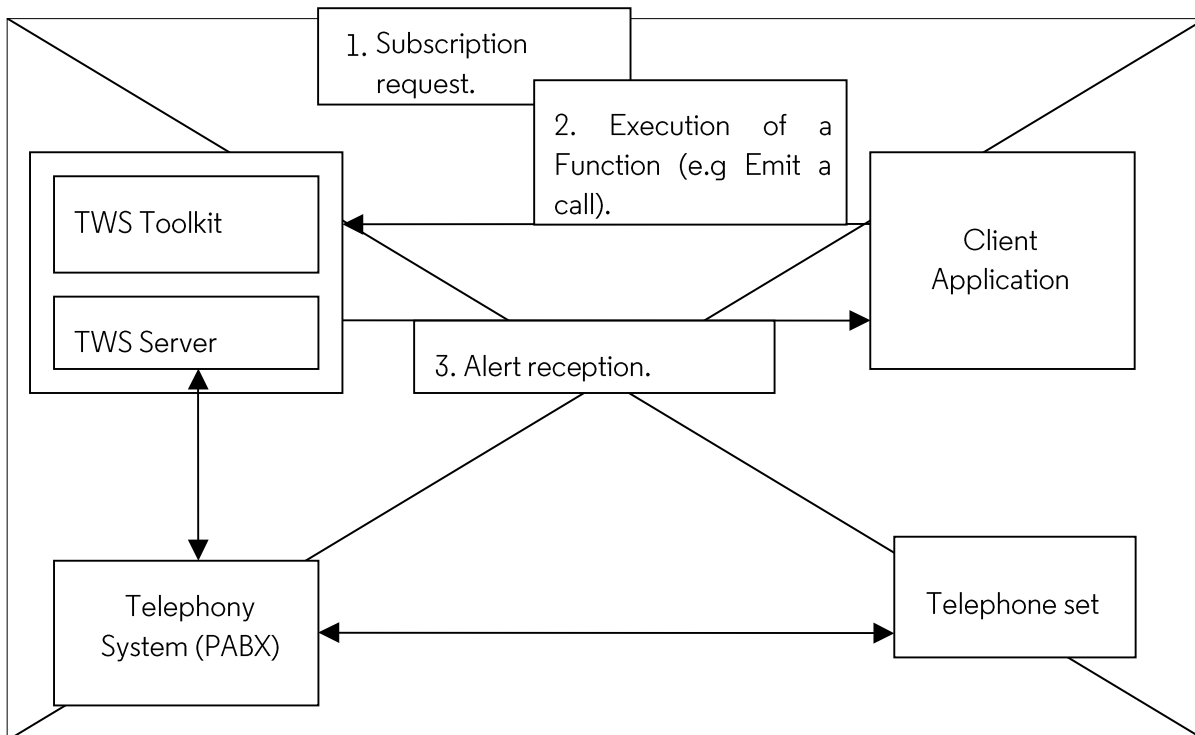 1. Subscription
request.
2. Execution of a
Function (e.g Emit a
call).
TWS Toolkit
Client
Application
TWS Server
3. Alert reception.
Telephony
System (PABX)
Telephone set